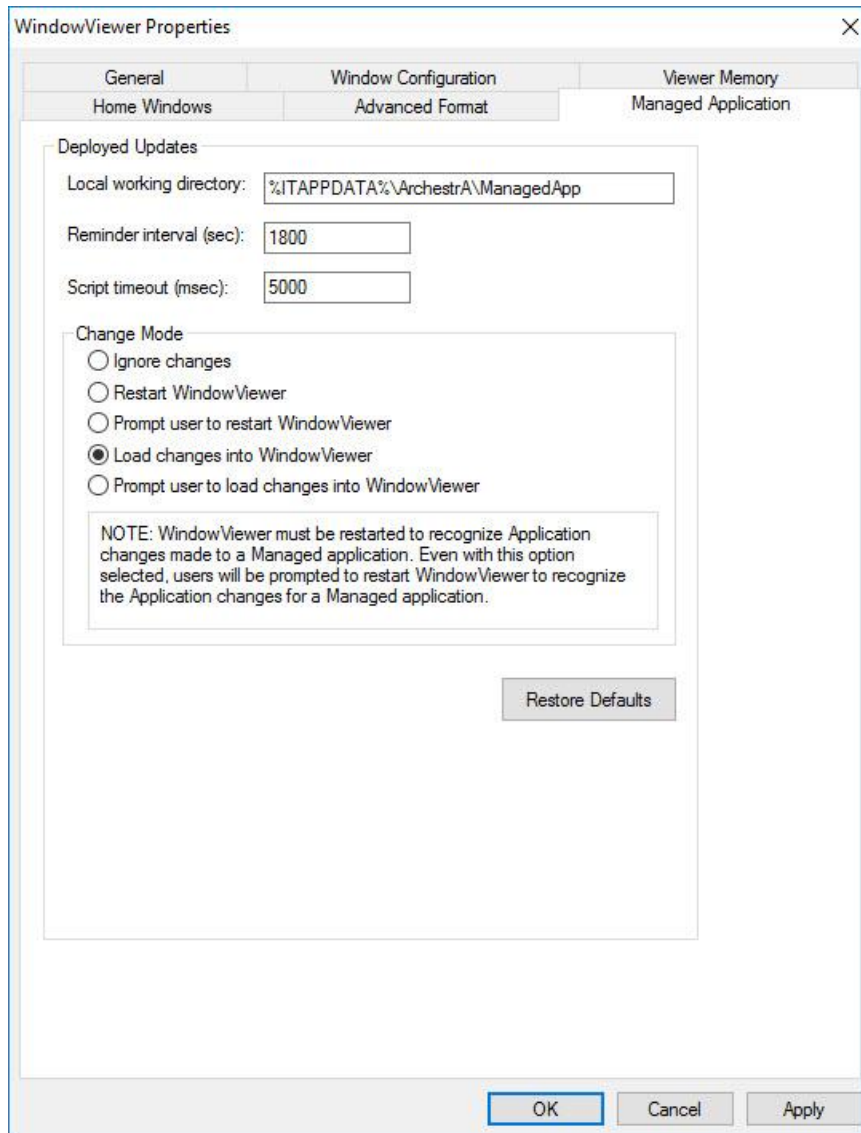 WindowViewer Properties
General Window Configuration Viewer Memory
Home Windows Advanced Format Managed Application
Deployed Updates
Local working directory: %ITAPPDATA%\ArchestrA\ManagedApp
Reminder interval (sec): 1800
Script timeout (msec): 5000
Change Mode
Ignore changes
Restart WindowViewer
Prompt user to restart WindowViewer
Load changes into WindowViewer
Prompt user to load changes into WindowViewer
NOTE: WindowViewer must be restarted to recognize Application
changes made to a Managed application. Even with this option
selected, users will be prompted to restart WindowViewer to recognize
the Application changes for a Managed application.
Restore Defaults
OK Cancel Apply